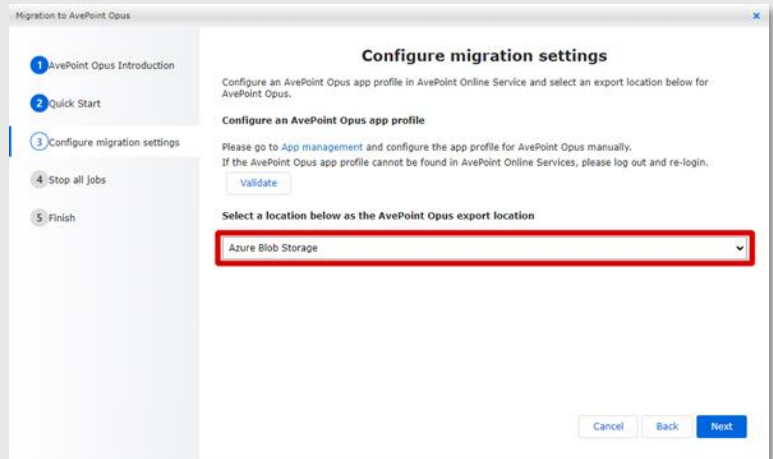 Migration to AvePoint Opus
1 AvePoint Opus Introduction
2 Quick Start
3 Configure migration settings
4 Stop all jobs
5 Finish
Configure migration settings
Configure an AvePoint Opus app profile in AvePoint Online Service and select an export location below for
AvePoint Opus.
Configure an AvePoint Opus app profile
Please go to App management and configure the app profile for AvePoint Opus manually.
If the AvePoint Opus app profile cannot be found in AvePoint Online Services, please log out and re-login.
Validate
Select a location below as the AvePoint Opus export location
Azure Blob Storage
Cancel Back Next